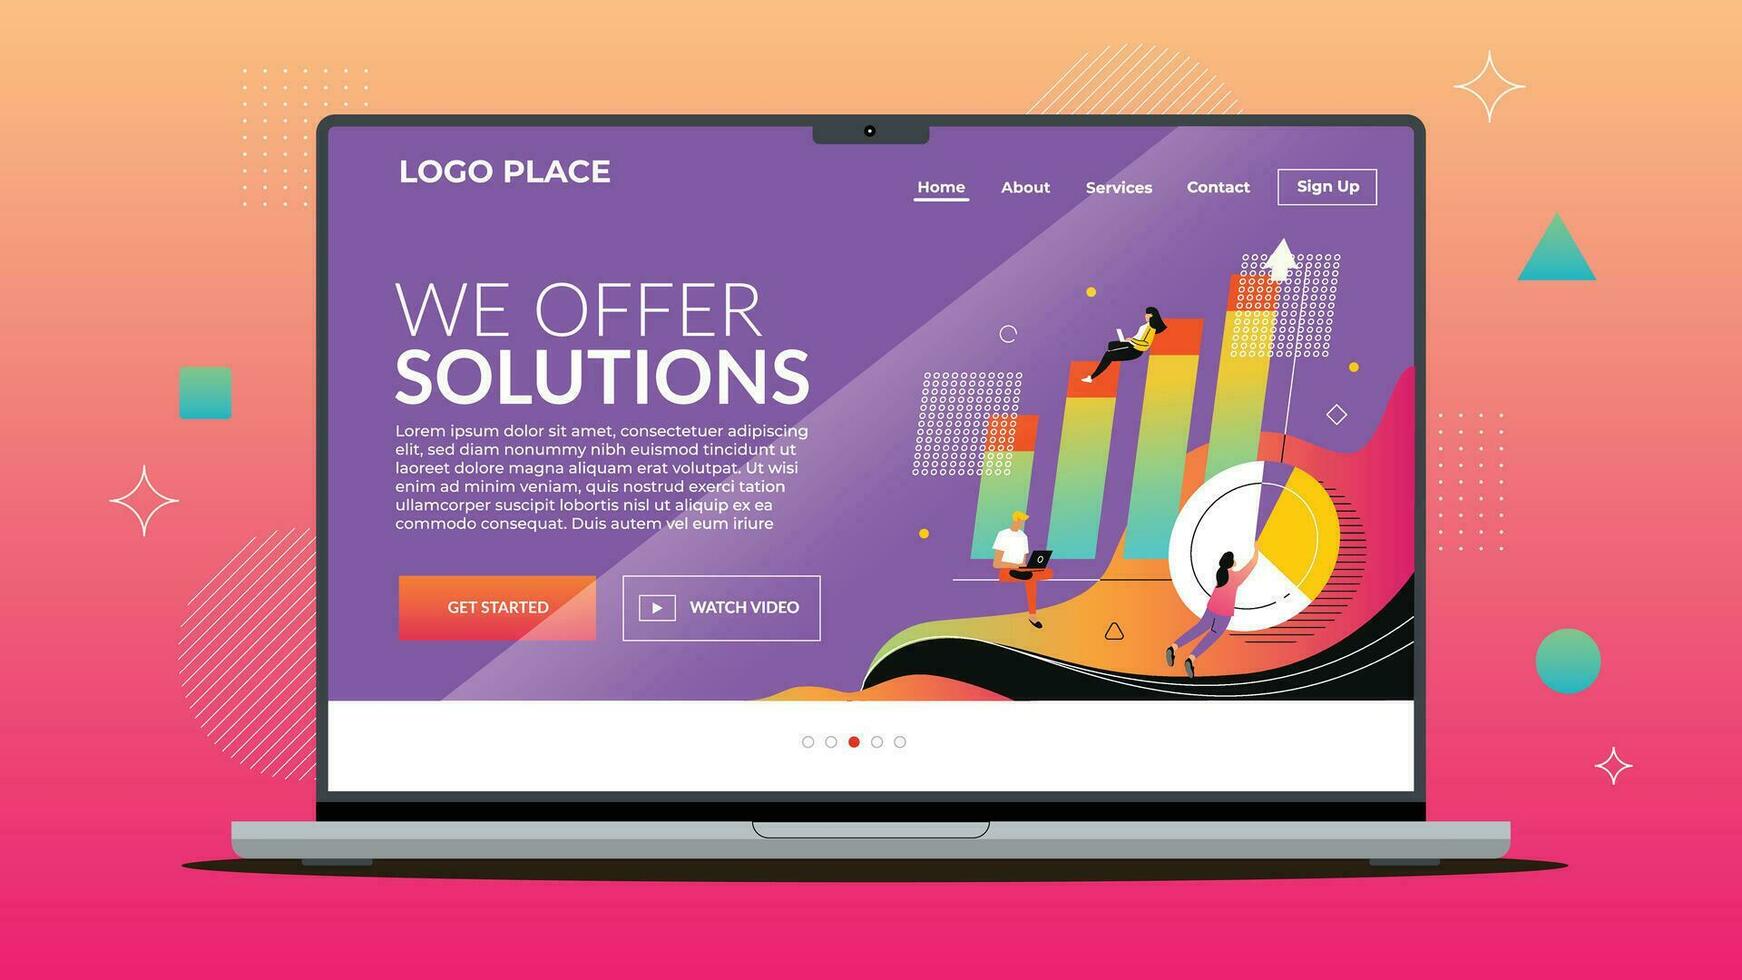 LOGO PLACE
Home About Services Contact Sign Up
WE OFFER
SOLUTIONS
Lorem ipsum dolor sit amet, consectetuer adipiscing
elit, sed diam nonummy nibh euismod tincidunt ut
laoreet dolore magna aliquam erat volutpat. Ut wisi
enim ad minim veniam, quis nostrud exerci tation
ullamcorper suscipit lobortis nisl ut aliquip ex ea
commodo consequat. Duis autem vel eum iriure
GET STARTED
WATCH VIDEO